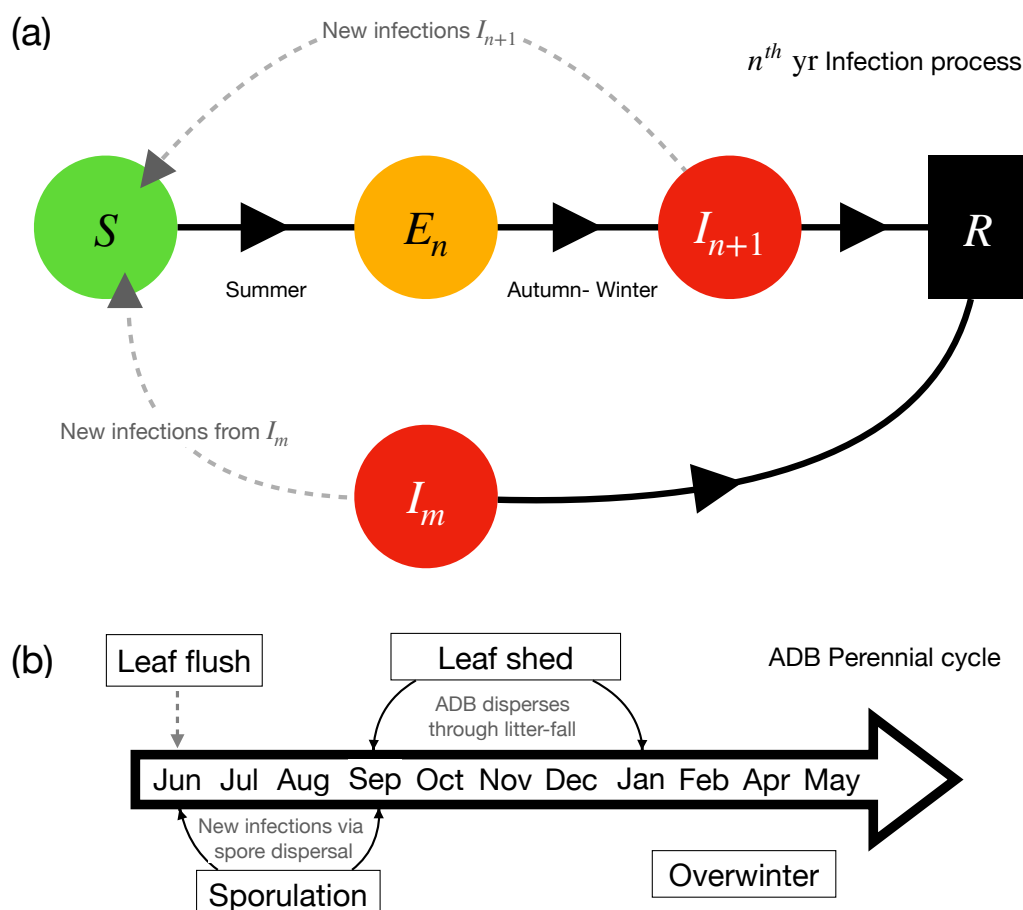 (a)
New infections I_{n+1}
n^{th} yr Infection process
S
E_n
I_{n+1}
R
Summer
Autumn- Winter
New infections from I_m
I_m
(b)
Leaf flush
Leaf shed
ADB Perennial cycle
ADB disperses
through litter-fall
Jun Jul Aug Sep Oct Nov Dec Jan Feb Apr May
New infections via
spore dispersal
Sporulation
Overwinter